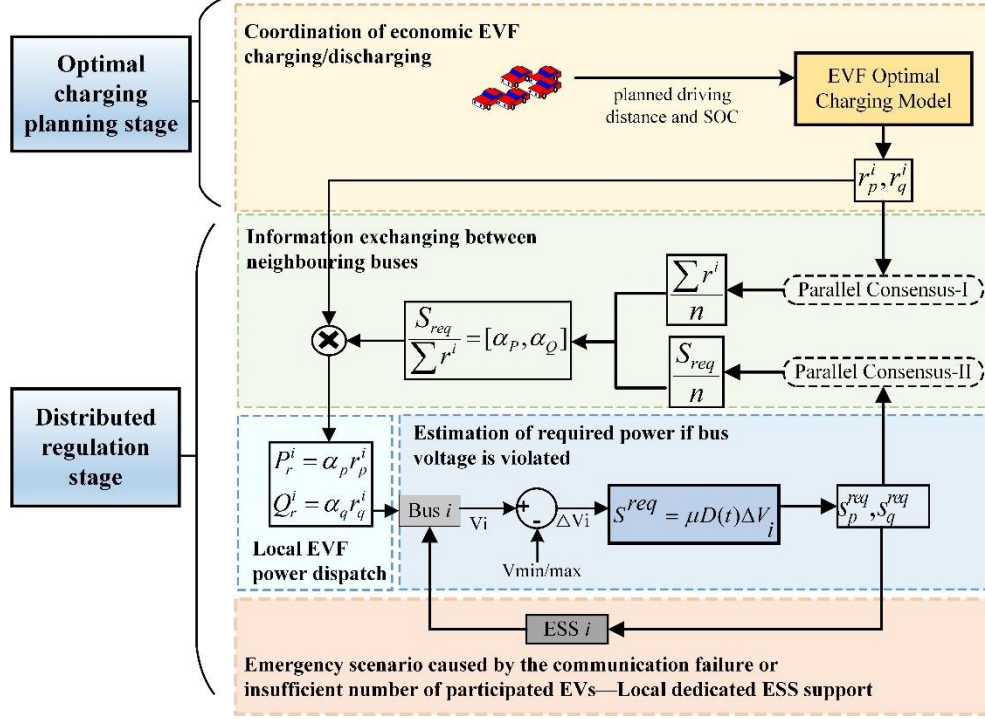 Optimal
charging
planning stage
Coordination of economic EVF
charging/discharging
planned driving
distance and SOC
EVF Optimal
Charging Model
r_p^i, r_q^i
Distributed
regulation
stage
Information exchanging between
neighbouring buses
Parallel Consensus-I
∑ r^i / n
S_req / ∑ r^i = [α_P, α_Q]
S_req / n
Parallel Consensus-II
P_r^i = α_p r_p^i
Q_r^i = α_q r_q^i
Local EVF
power dispatch
Estimation of required power if bus
voltage is violated
Bus i
Vi
+
-
ΔVi
Vmin/max
S^req = μD(t)ΔV_i
s_p^req, s_q^req
ESS i
Emergency scenario caused by the communication failure or
insufficient number of participated EVs—Local dedicated ESS support